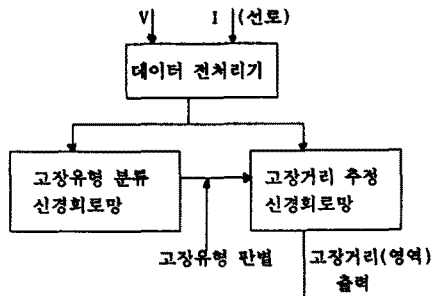 V I (선로)
데이터 전처리기
고장유형 분류
신경회로망
고장거리 추정
신경회로망
고장유형 판별
고장거리(영역)
출력